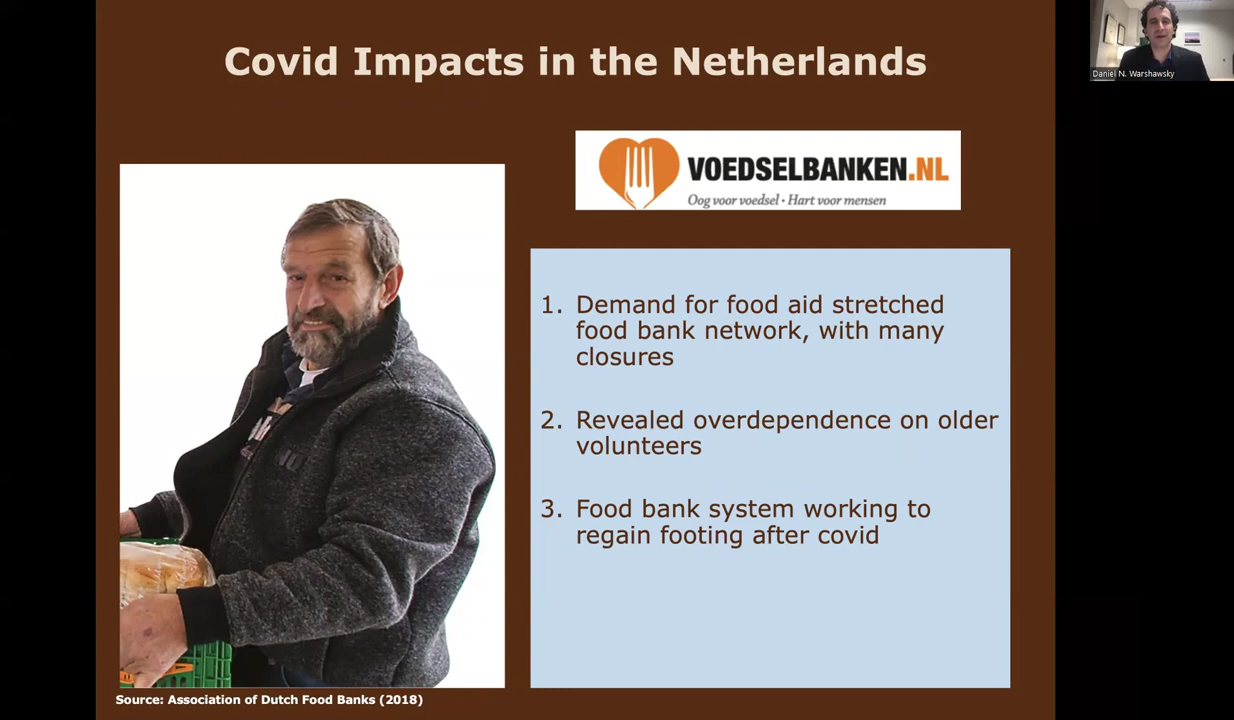 Covid Impacts in the Netherlands
Daniel N. Warshawsky
VOEDSELBANKEN.NL
Oog voor voedsel · Hart voor mensen
1. Demand for food aid stretched
food bank network, with many
closures
2. Revealed overdependence on older
volunteers
3. Food bank system working to
regain footing after covid
Source: Association of Dutch Food Banks (2018)